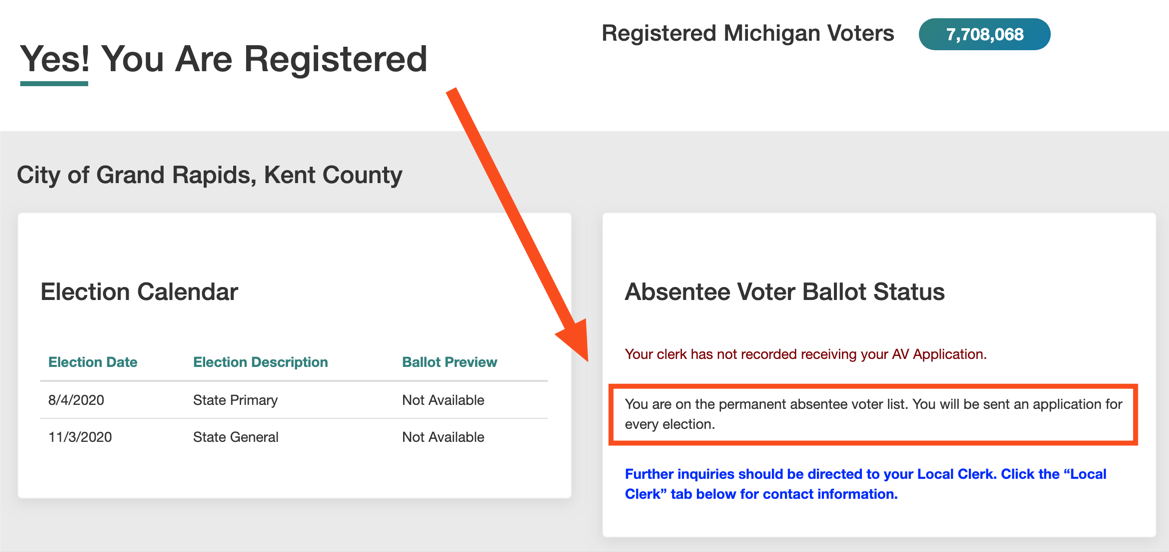 Yes! You Are Registered
Registered Michigan Voters 7,708,068
City of Grand Rapids, Kent County
Election Calendar
Election Date Election Description Ballot Preview
8/4/2020 State Primary Not Available
11/3/2020 State General Not Available
Absentee Voter Ballot Status
Your clerk has not recorded receiving your AV Application.
You are on the permanent absentee voter list. You will be sent an application for
every election.
Further inquiries should be directed to your Local Clerk. Click the “Local
Clerk” tab below for contact information.